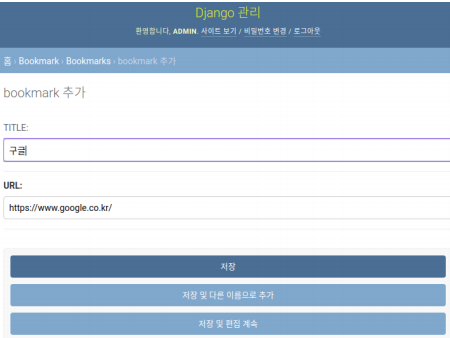 Django 관리
환영합니다, ADMIN. 사이트 보기 / 비밀번호 변경 / 로그아웃
홈 › Bookmark › Bookmarks › bookmark 추가
bookmark 추가
TITLE:
구글
URL:
https://www.google.co.kr/
저장
저장 및 다른 이름으로 추가
저장 및 편집 계속